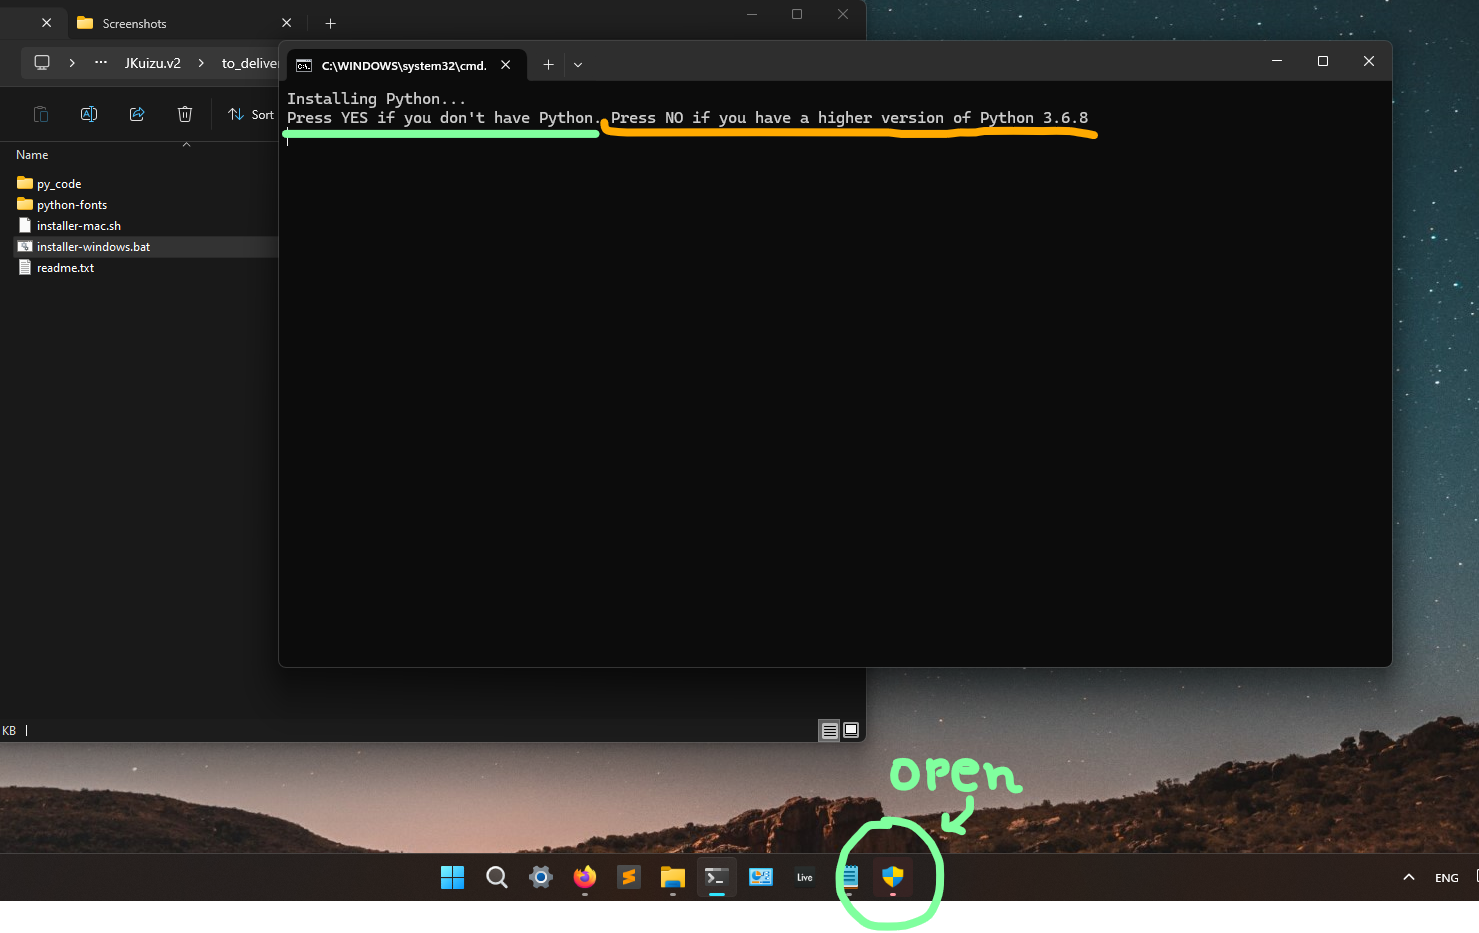 Screenshots
JKuizu.v2
to_deliver
Sort
Name
py_code
python-fonts
installer-mac.sh
installer-windows.bat
readme.txt
KB
C:\WINDOWS\system32\cmd.
Installing Python...
Press YES if you don't have Python. Press NO if you have a higher version of Python 3.6.8
open
Live
ENG